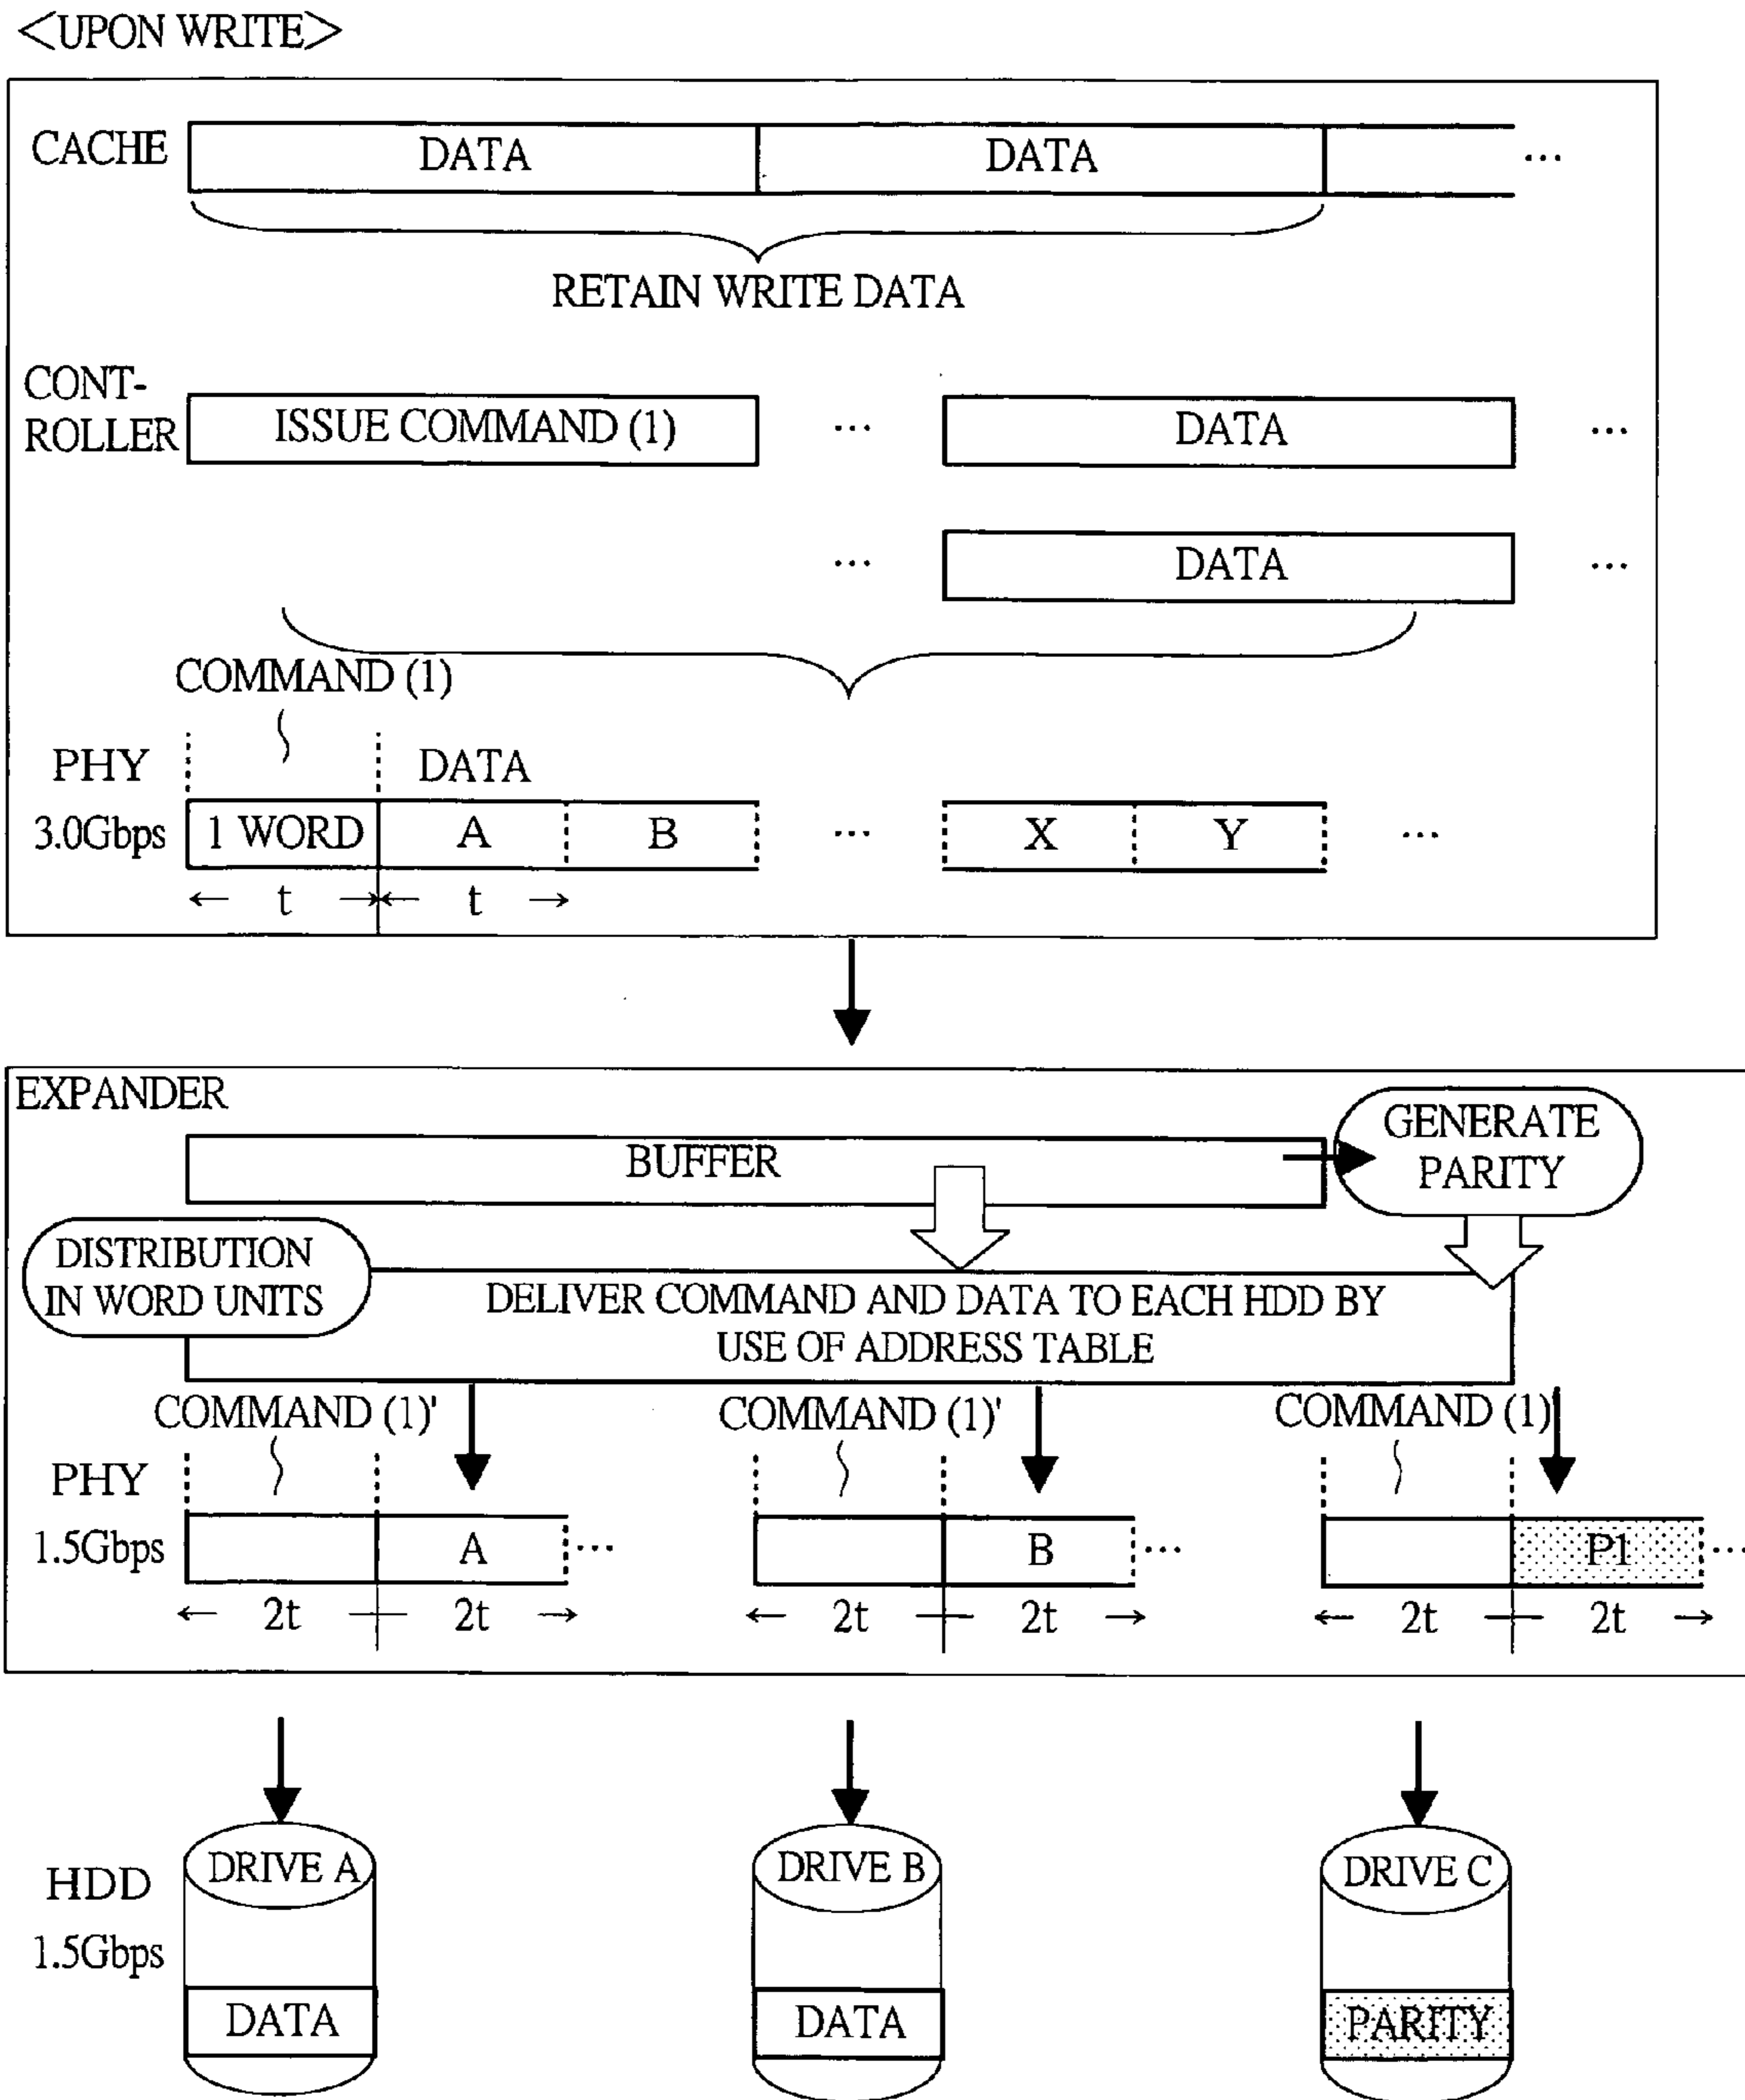 <UPON WRITE>
CACHE DATA DATA ...
RETAIN WRITE DATA
CONT-
ROLLER ISSUE COMMAND (1) ... DATA ...
... DATA ...
COMMAND (1)
PHY DATA
3.0Gbps 1 WORD A B ... X Y ...
t t
EXPANDER
BUFFER
GENERATE
PARITY
DISTRIBUTION
IN WORD UNITS
DELIVER COMMAND AND DATA TO EACH HDD BY
USE OF ADDRESS TABLE
COMMAND (1)' COMMAND (1)' COMMAND (1)'
PHY
1.5Gbps A ... B ... P1 ...
2t 2t 2t 2t 2t 2t
DRIVE A DRIVE B DRIVE C
HDD
1.5Gbps
DATA DATA PARITY